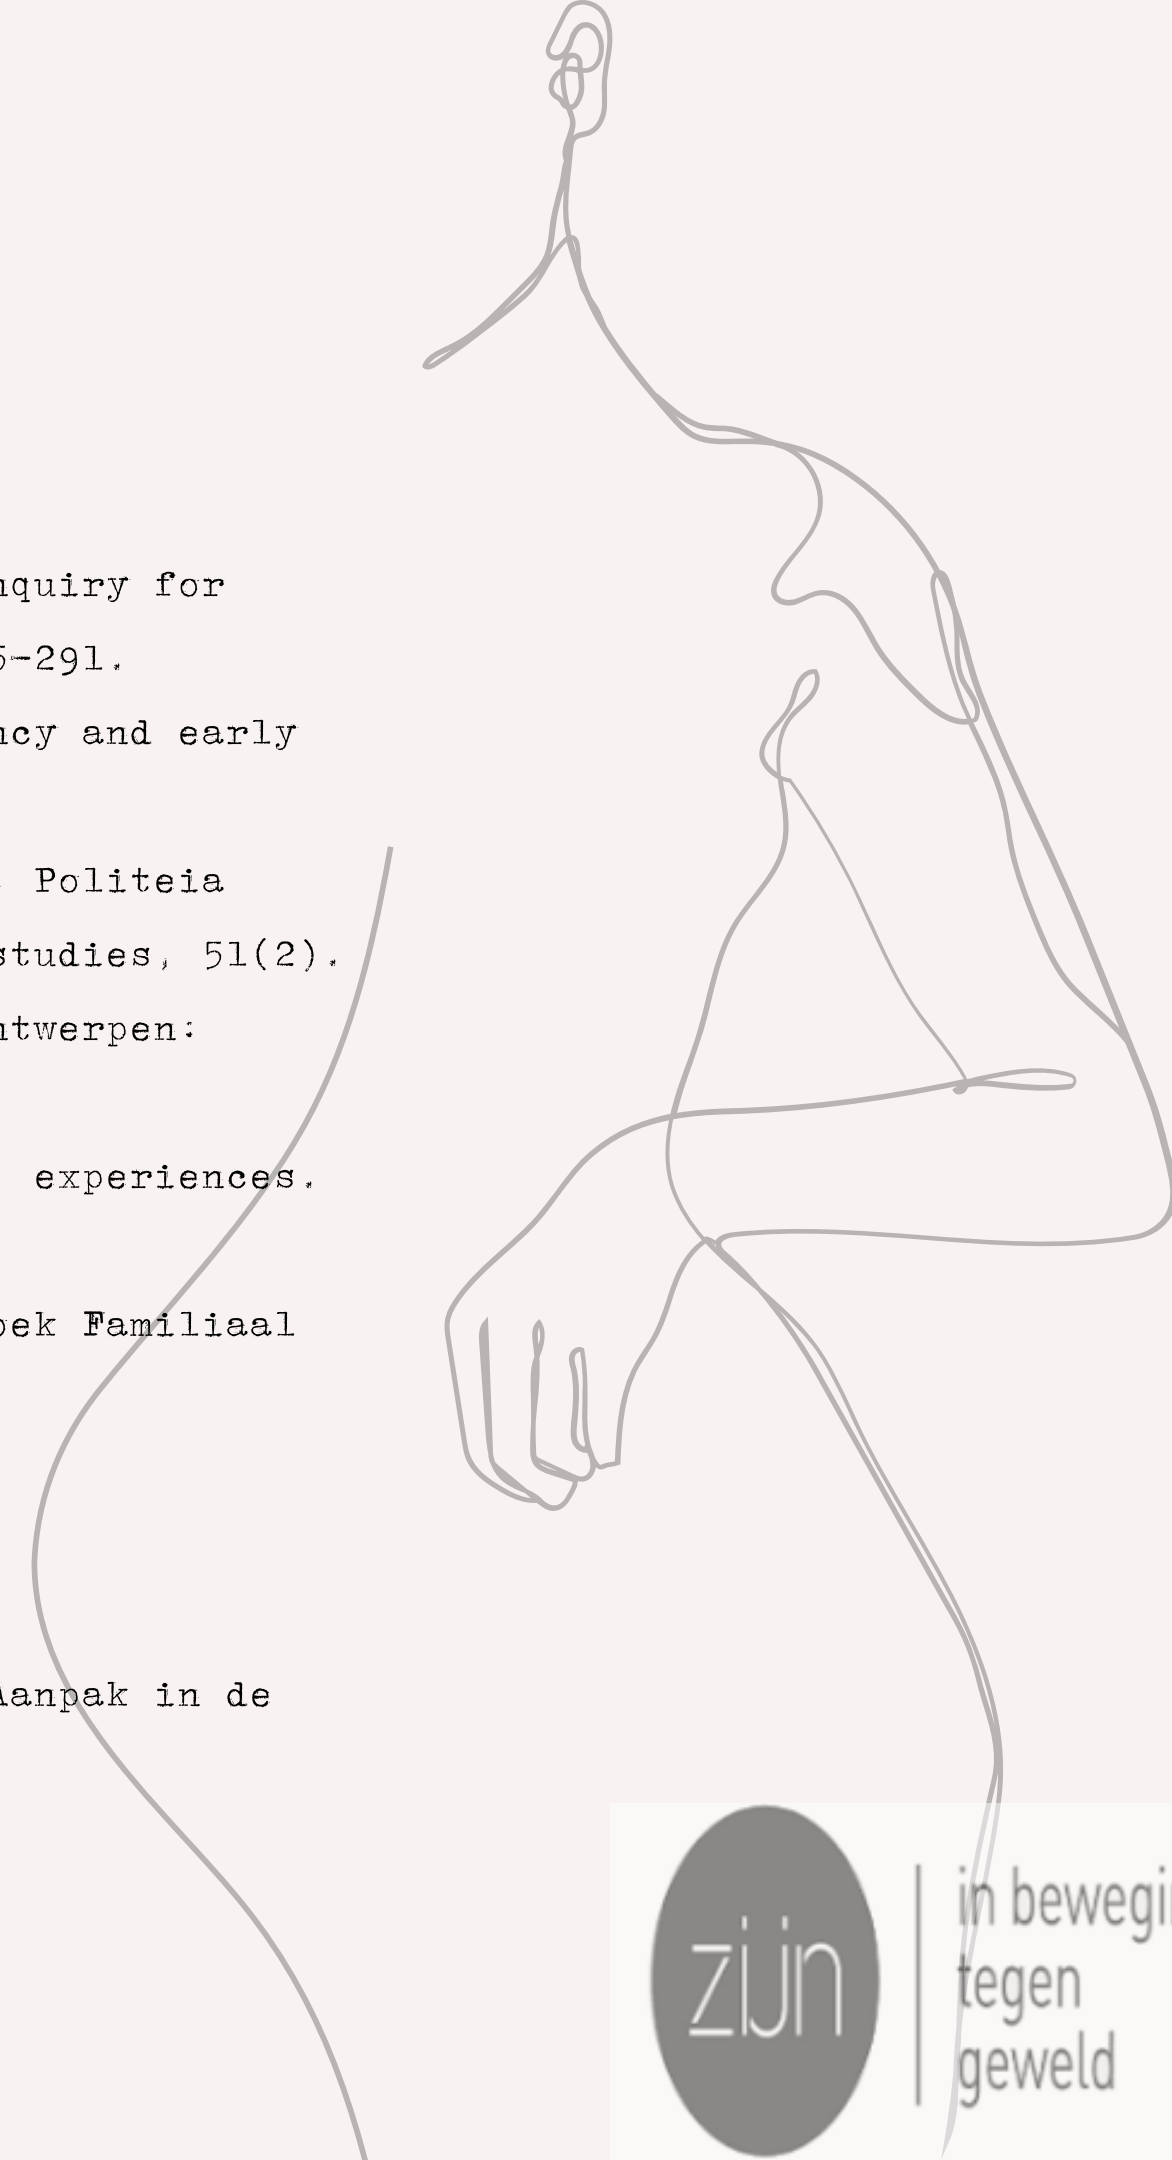 nquiry for
5-291.
ncy and early
Politeia
studies, 51(2).
ntwerpen:
experiences.
oek Familiaal
Aanpak in de
zijn
in bewegin
tegen
geweld